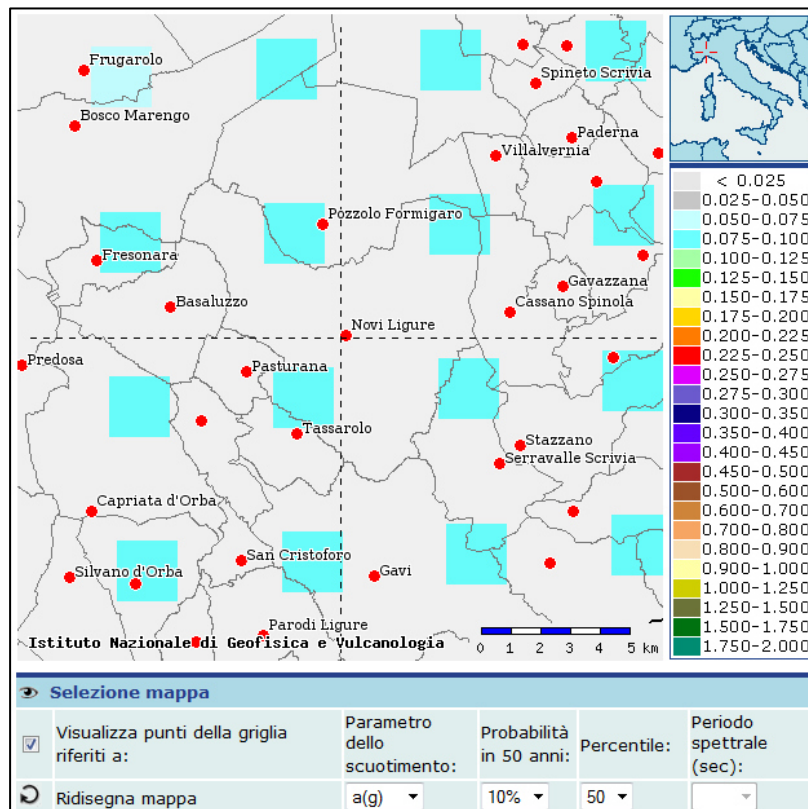 Frugarolo
Spineto Scrivia
Bosco Marengo
Paderna
Villalvernia
Pozzolo Formigaro
Fresonara
Gavazzana
Basaluzzo
Cassano Spinola
Novi Ligure
Predosa
Pasturana
Tassarolo
Stazzano
Serravalle Scrivia
Capriata d'Orba
San Cristoforo
Silvano d'Orba
Gavi
Parodi Ligure
Istituto Nazionale di Geofisica e Vulcanologia
0 1 2 3 4 5 km
< 0.025
0.025-0.050
0.050-0.075
0.075-0.100
0.100-0.125
0.125-0.150
0.150-0.175
0.175-0.200
0.200-0.225
0.225-0.250
0.250-0.275
0.275-0.300
0.300-0.350
0.350-0.400
0.400-0.450
0.450-0.500
0.500-0.600
0.600-0.700
0.700-0.800
0.800-0.900
0.900-1.000
1.000-1.250
1.250-1.500
1.500-1.750
1.750-2.000
Selezione mappa
Visualizza punti della griglia
riferiti a:
Parametro
dello
scuotimento:
Probabilità
in 50 anni:
Percentile:
Periodo
spettrale
(sec):
Ridisegna mappa
a(g)
10%
50